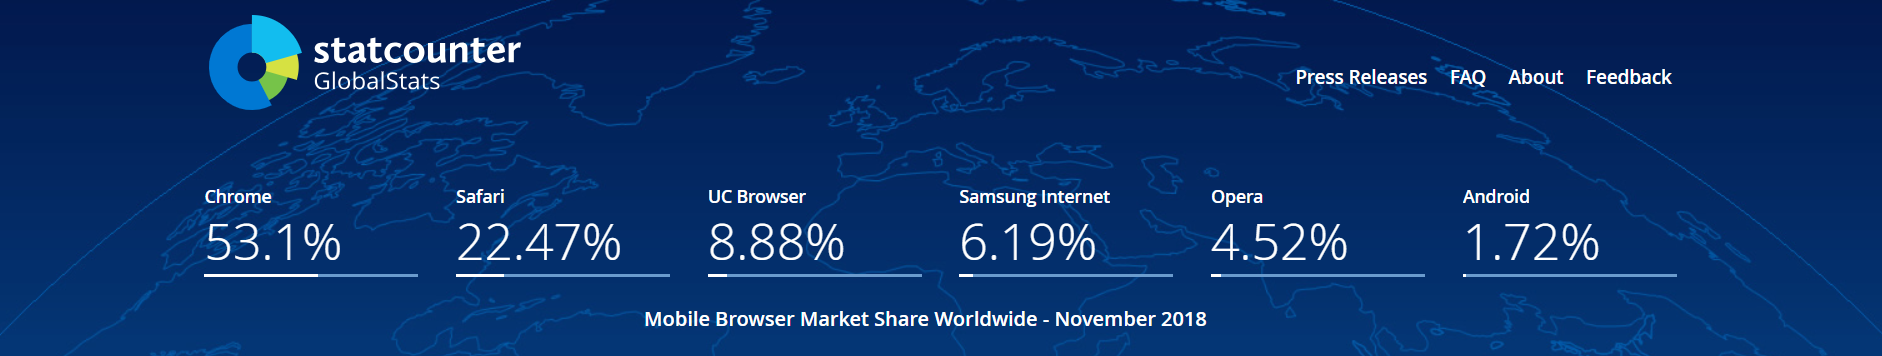 statcounter
GlobalStats
Press Releases FAQ About Feedback
Chrome Safari UC Browser Samsung Internet Opera Android
53.1% 22.47% 8.88% 6.19% 4.52% 1.72%
Mobile Browser Market Share Worldwide - November 2018